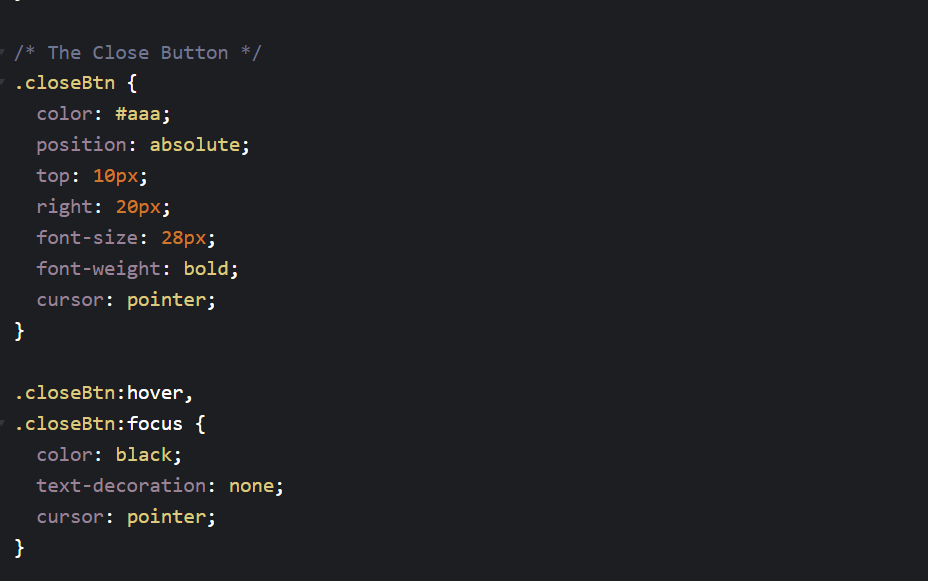 /* The Close Button */
.closeBtn {
  color: #aaa;
  position: absolute;
  top: 10px;
  right: 20px;
  font-size: 28px;
  font-weight: bold;
  cursor: pointer;
}
.closeBtn:hover,
.closeBtn:focus {
  color: black;
  text-decoration: none;
  cursor: pointer;
}